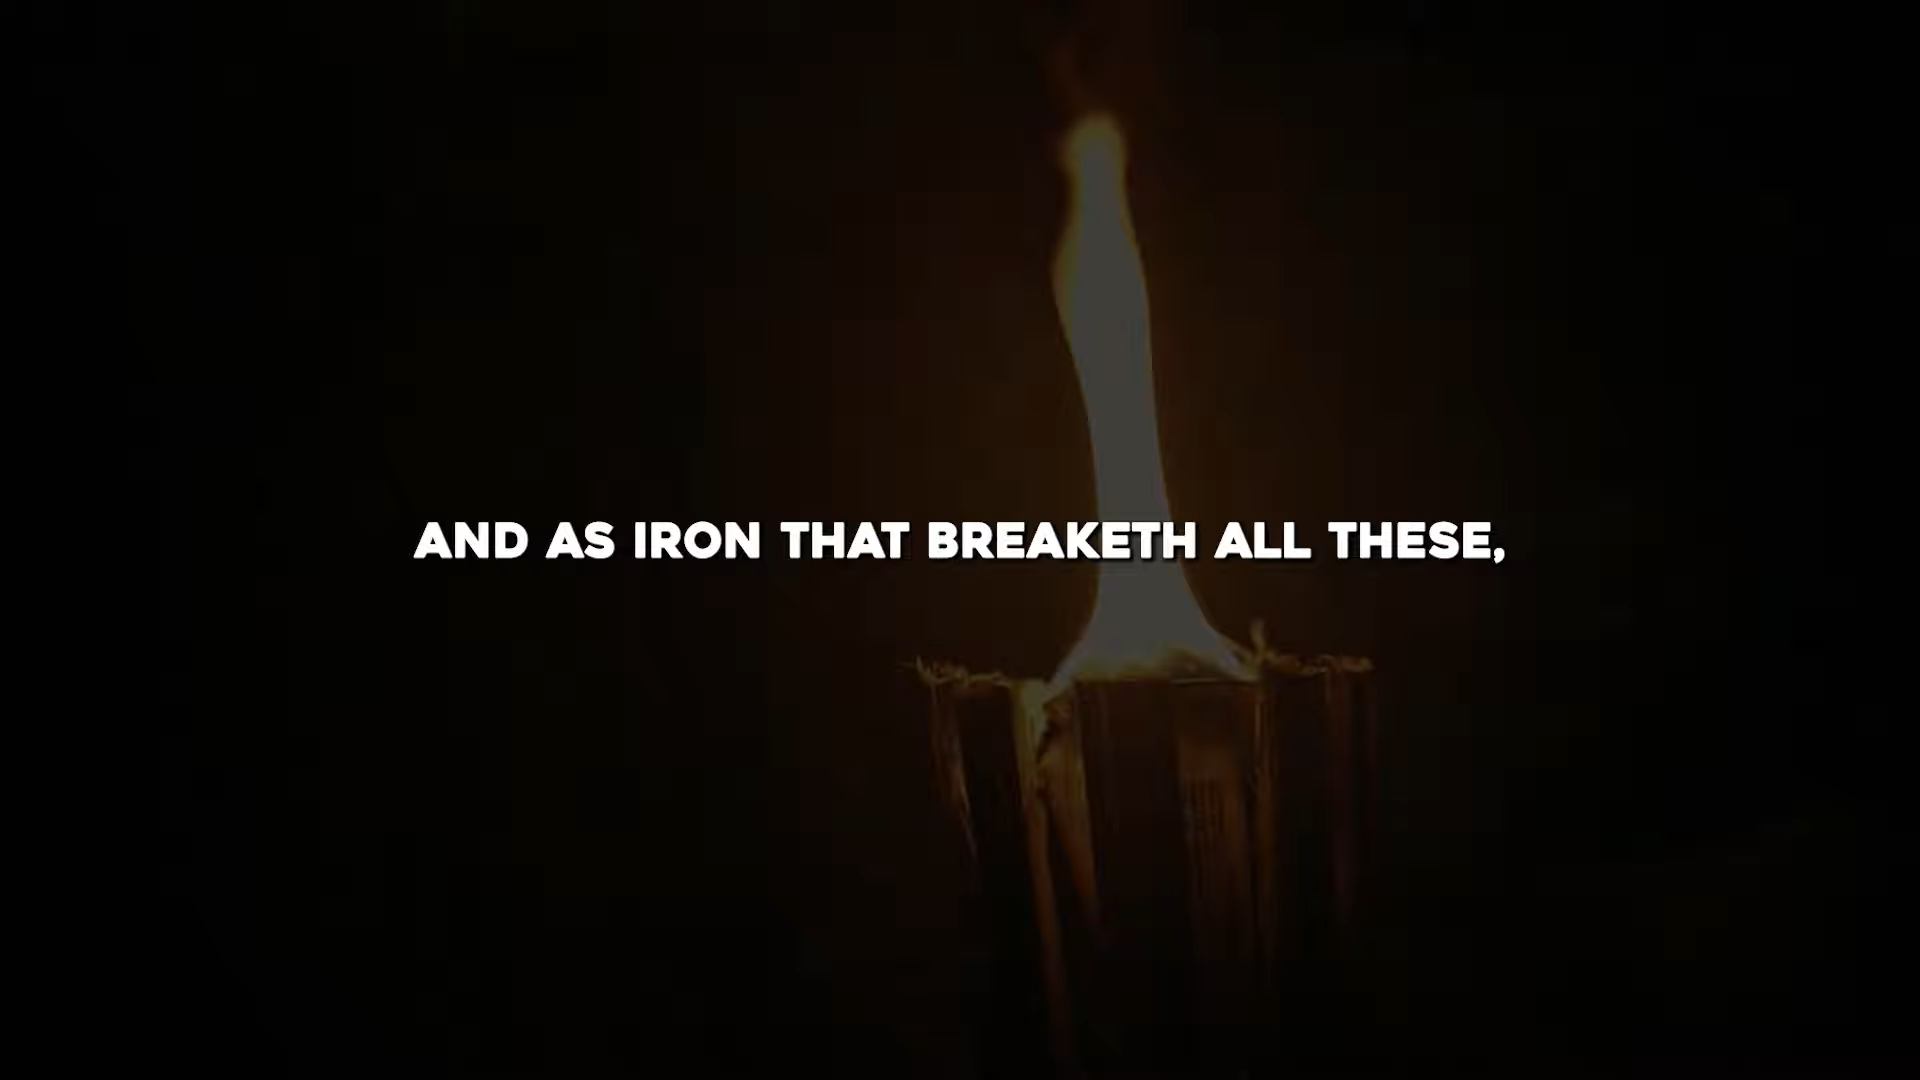 AND AS IRON THAT BREAKETH ALL THESE,